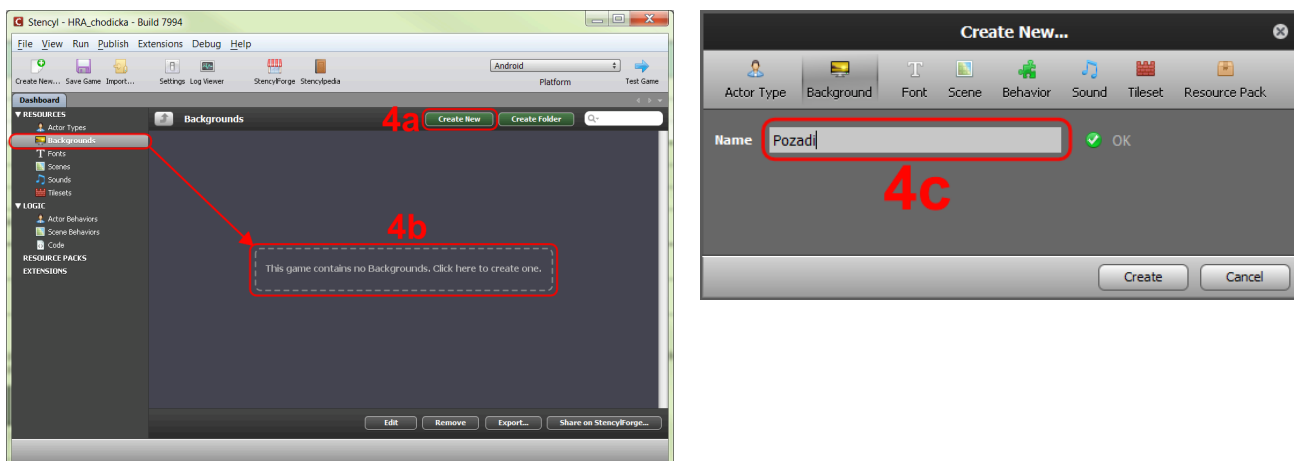 Stencyl - HRA_chodicka - Build 7994
File View Run Publish Extensions Debug Help
Create New... Save Game Import... Settings Log Viewer StencylForge Stencylpedia
Android
Platform
Test Game
Dashboard
RESOURCES
Actor Types
Backgrounds
Fonts
Scenes
Sounds
Tilesets
LOGIC
Actor Behaviors
Scene Behaviors
Code
RESOURCE PACKS
EXTENSIONS
Backgrounds
4a
Create New
Create Folder
4b
This game contains no Backgrounds. Click here to create one.
Edit
Remove
Export...
Share on StencylForge...
Create New...
Actor Type Background Font Scene Behavior Sound Tileset Resource Pack
Name Pozadi OK
4c
Create Cancel